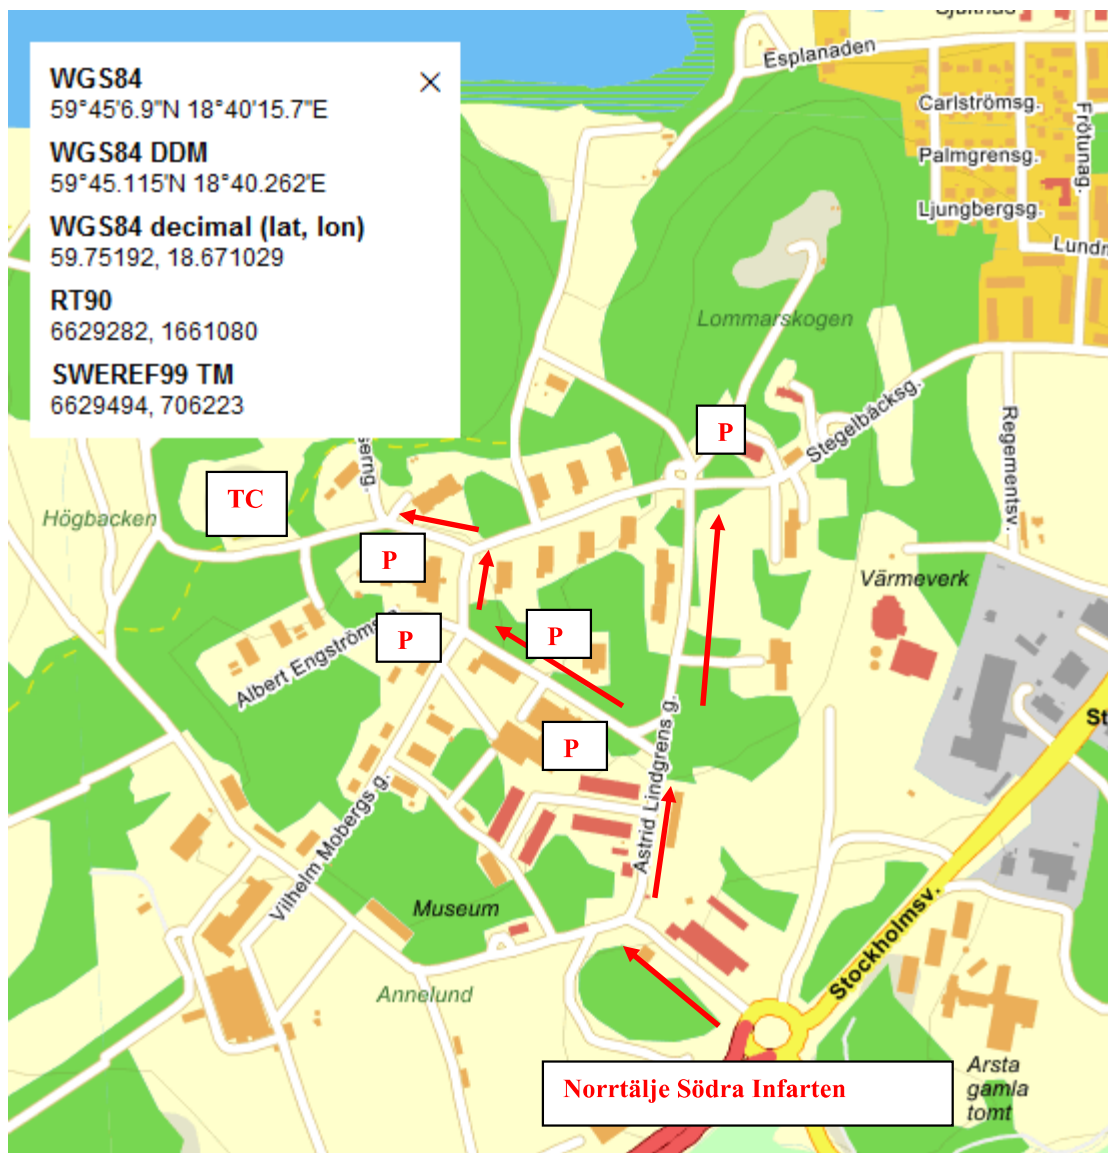 Sjukhus
Esplanaden
WGS84
59°45'6.9"N 18°40'15.7"E
WGS84 DDM
59°45.115'N 18°40.262'E
WGS84 decimal (lat, lon)
59.75192, 18.671029
RT90
6629282, 1661080
SWEREF99 TM
6629494, 706223
Carlströmsg.
Frötunag.
Palmgrensg.
Ljungbergsg.
Lommarskogen
Stegelbäcksg.
Regementsv.
P
serng.
TC
Högbacken
P
Värmeverk
P
P
Albert Engströms
P
Astrid Lindgrens g.
St
Vilhelm Mobergs g.
Museum
Stockholmsv.
Annelund
Norrtälje Södra Infarten
Arsta
gamla
tomt